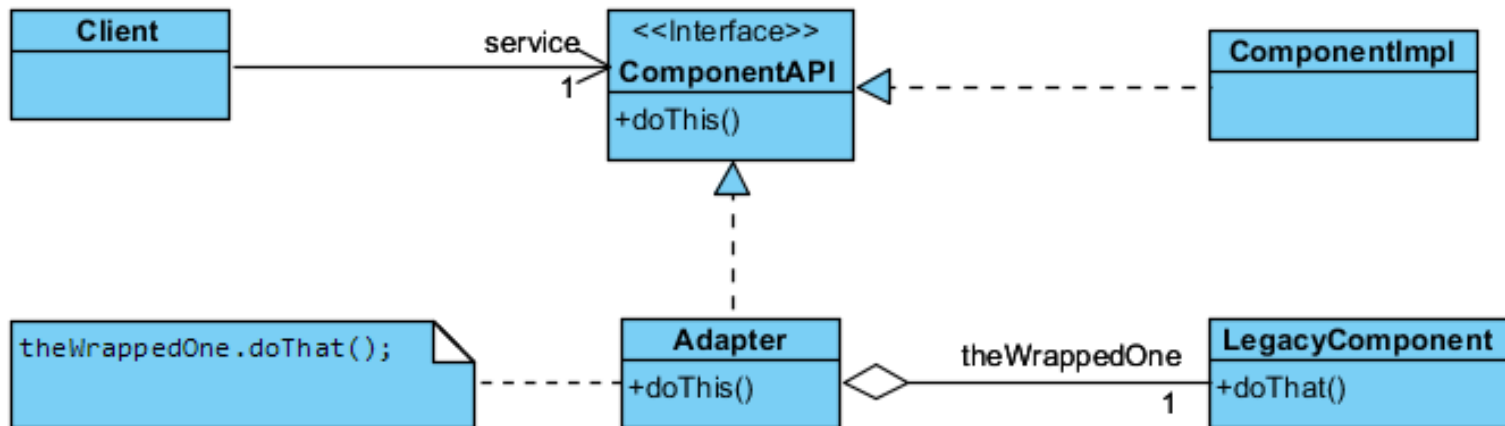 Client
service
1
<<Interface>>
ComponentAPI
+doThis()
ComponentImpl
theWrappedOne.doThat();
Adapter
+doThis()
theWrappedOne
1
LegacyComponent
+doThat()